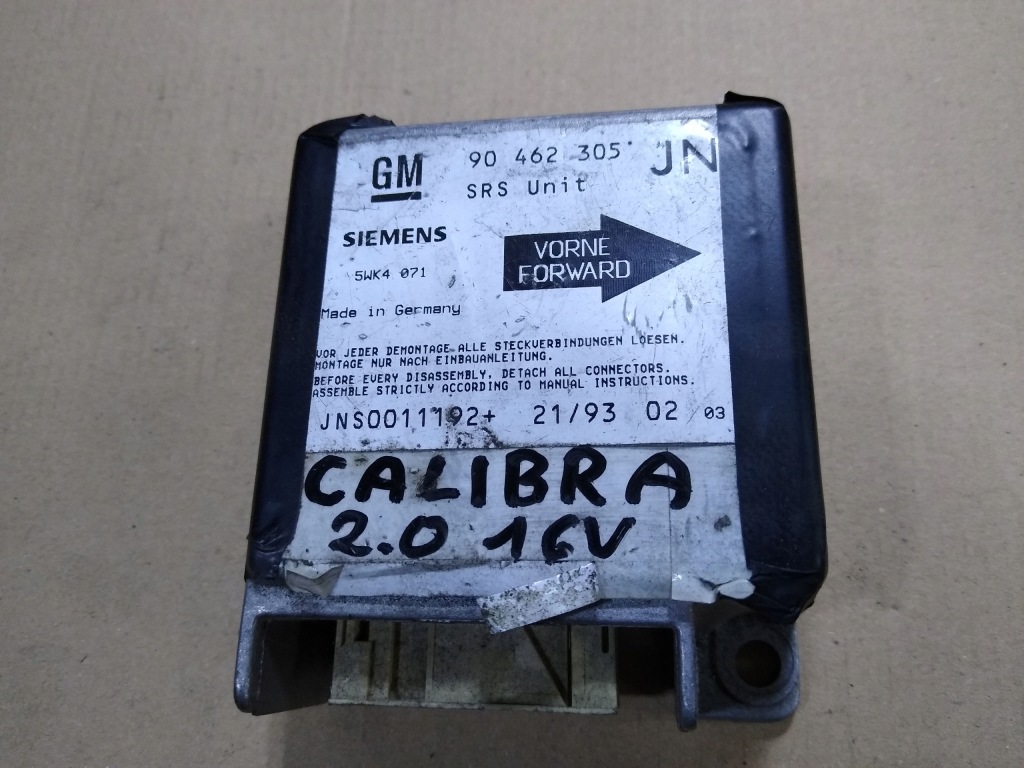 GM 90 462 305 JN
SRS Unit
SIEMENS
VORNE
FORWARD
5WK4 071
Made in Germany
VOR JEDER DEMONTAGE ALLE STECKVERBINDUNGEN LOESEN.
MONTAGE NUR NACH EINBAUANLEITUNG.
BEFORE EVERY DISASSEMBLY, DETACH ALL CONNECTORS.
ASSEMBLE STRICTLY ACCORDING TO MANUAL INSTRUCTIONS.
JNS0011192+ 21/93 02 03
CALIBRA
2.0 16V